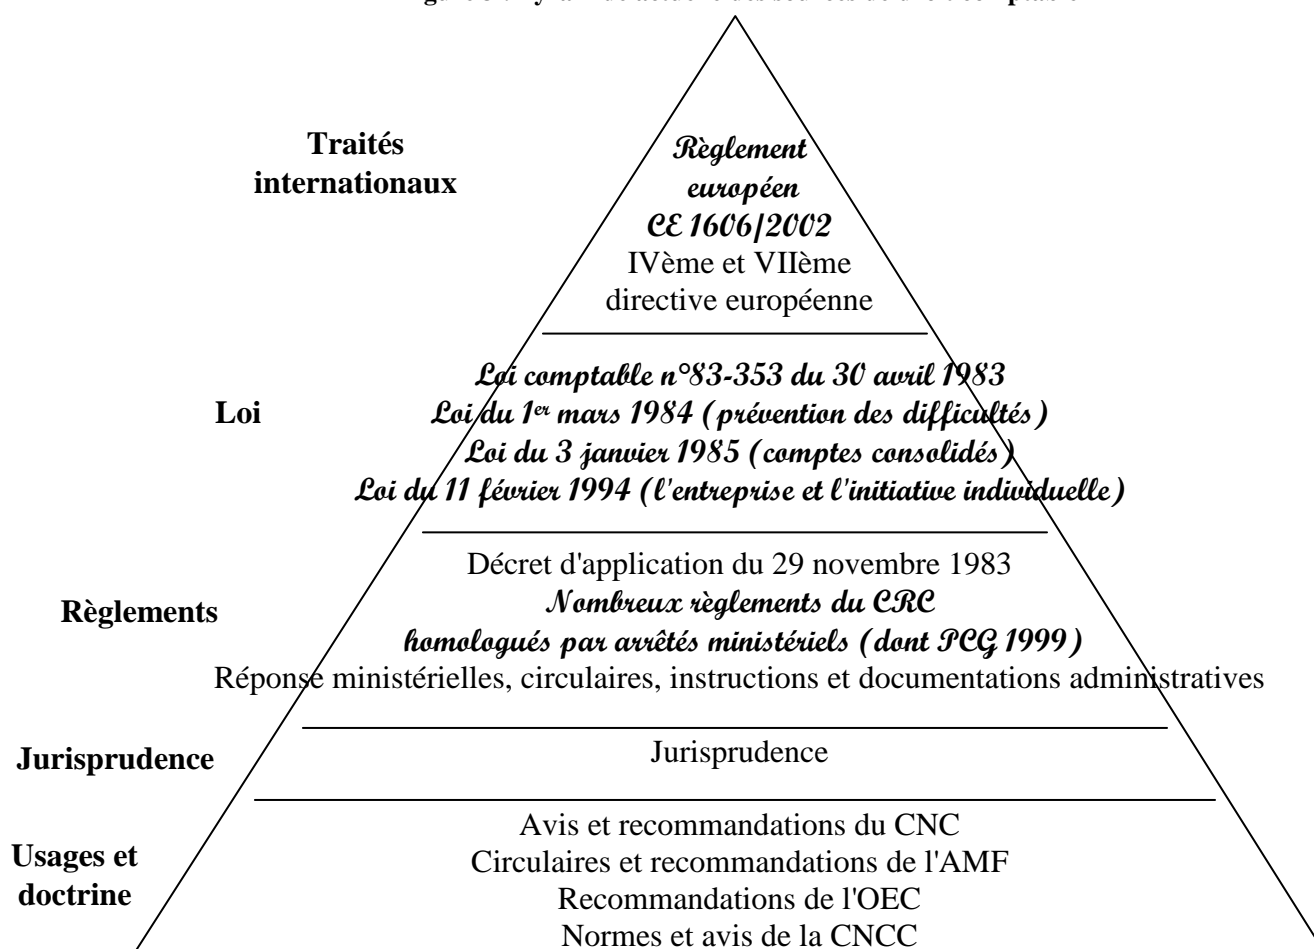 Traités
internationaux
Règlement
européen
CE 1606/2002
IVème et VIIème
directive européenne
Loi
Loi comptable n°83-353 du 30 avril 1983
Loi du 1er mars 1984 (prévention des difficultés)
Loi du 3 janvier 1985 (comptes consolidés)
Loi du 11 février 1994 (l'entreprise et l'initiative individuelle)
Règlements
Décret d'application du 29 novembre 1983
Nombreux règlements du CRC
homologués par arrêtés ministériels (dont PCG 1999)
Réponse ministérielles, circulaires, instructions et documentations administratives
Jurisprudence
Jurisprudence
Usages et
doctrine
Avis et recommandations du CNC
Circulaires et recommandations de l'AMF
Recommandations de l'OEC
Normes et avis de la CNCC